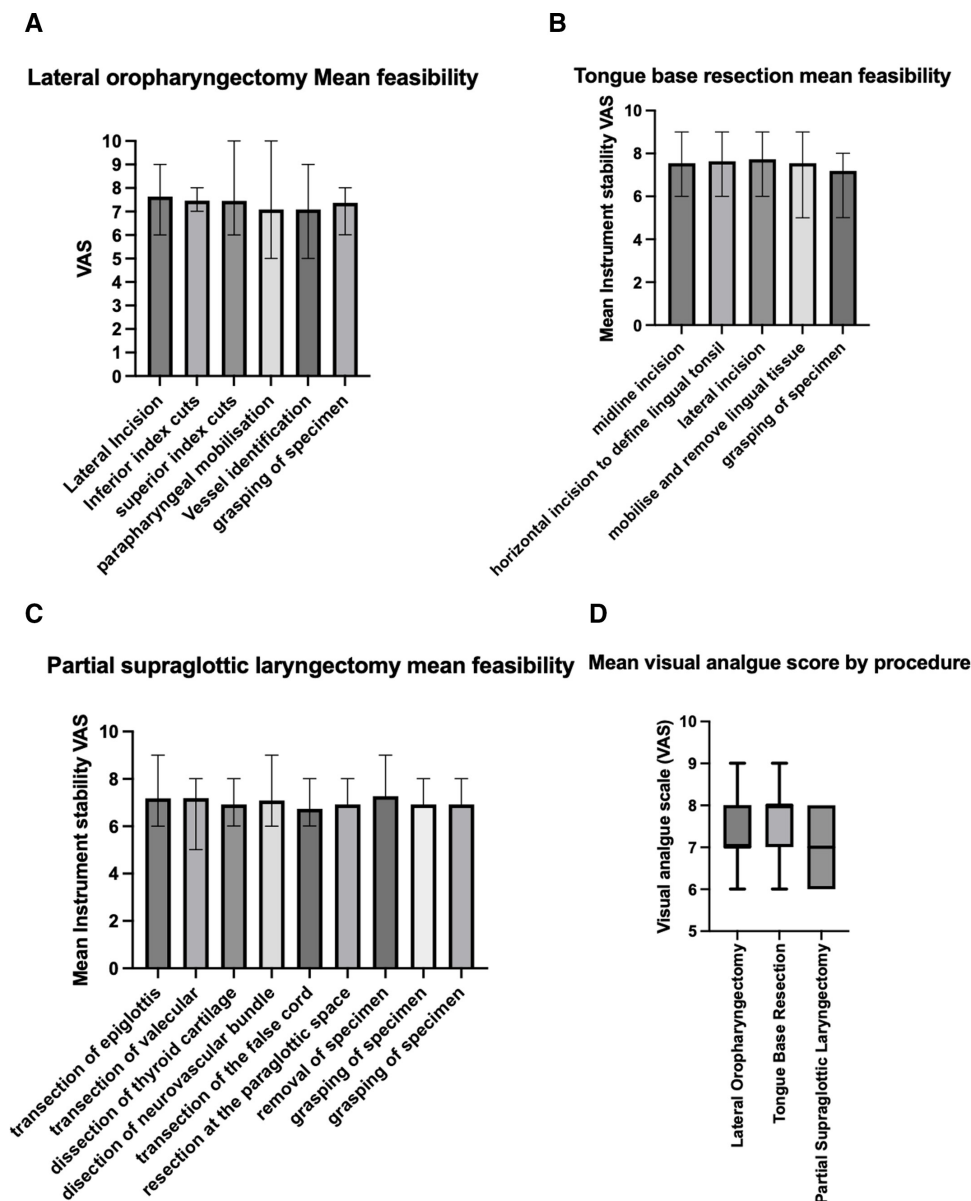 A
Lateral oropharyngectomy Mean feasibility
VAS
10
9
8
7
6
5
4
3
2
1
0
Lateral Incision
Inferior index cuts
superior index cuts
parapharyngeal mobilisation
Vessel identification
grasping of specimen
B
Tongue base resection mean feasibility
Mean Instrument stability VAS
10
8
6
4
2
0
midline incision
horizontal incision to define lingual tonsil
lateral incision
mobilise and remove lingual tissue
grasping of specimen
C
Partial supraglottic laryngectomy mean feasibility
Mean Instrument stability VAS
10
8
6
4
2
0
transection of epiglottis
transection of valecular
dissection of thyroid cartilage
disection of neurovascular bundle
transection of the false cord
resection at the paraglottic space
removal of specimen
grasping of specimen
grasping of specimen
D
Mean visual analgue score by procedure
Visual analgue scale (VAS)
10
9
8
7
6
5
Lateral Oropharyngectomy
Tongue Base Resection
Partial Supraglottic Laryngectomy